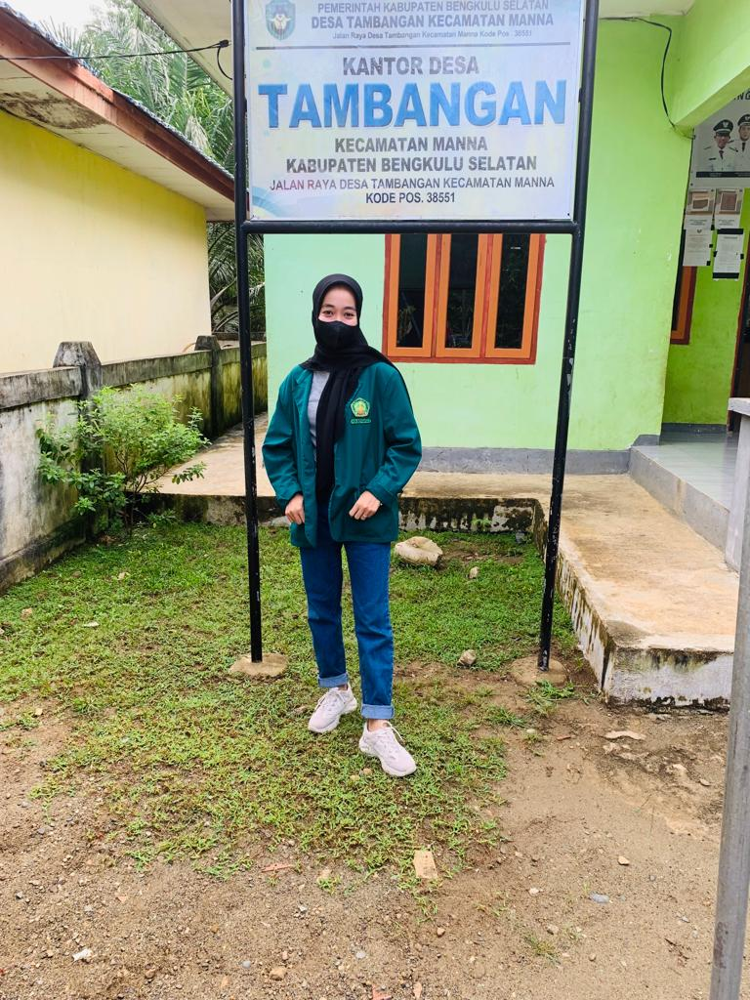 PEMERINTAH KABUPATEN BENGKULU SELATAN
DESA TAMBANGAN KECAMATAN MANNA
Jalan Raya Desa Tambangan Kecamatan Manna Kode Pos . 38551
KANTOR DESA
TAMBANGAN
KECAMATAN MANNA
KABUPATEN BENGKULU SELATAN
JALAN RAYA DESA TAMBANGAN KECAMATAN MANNA
KODE POS. 38551